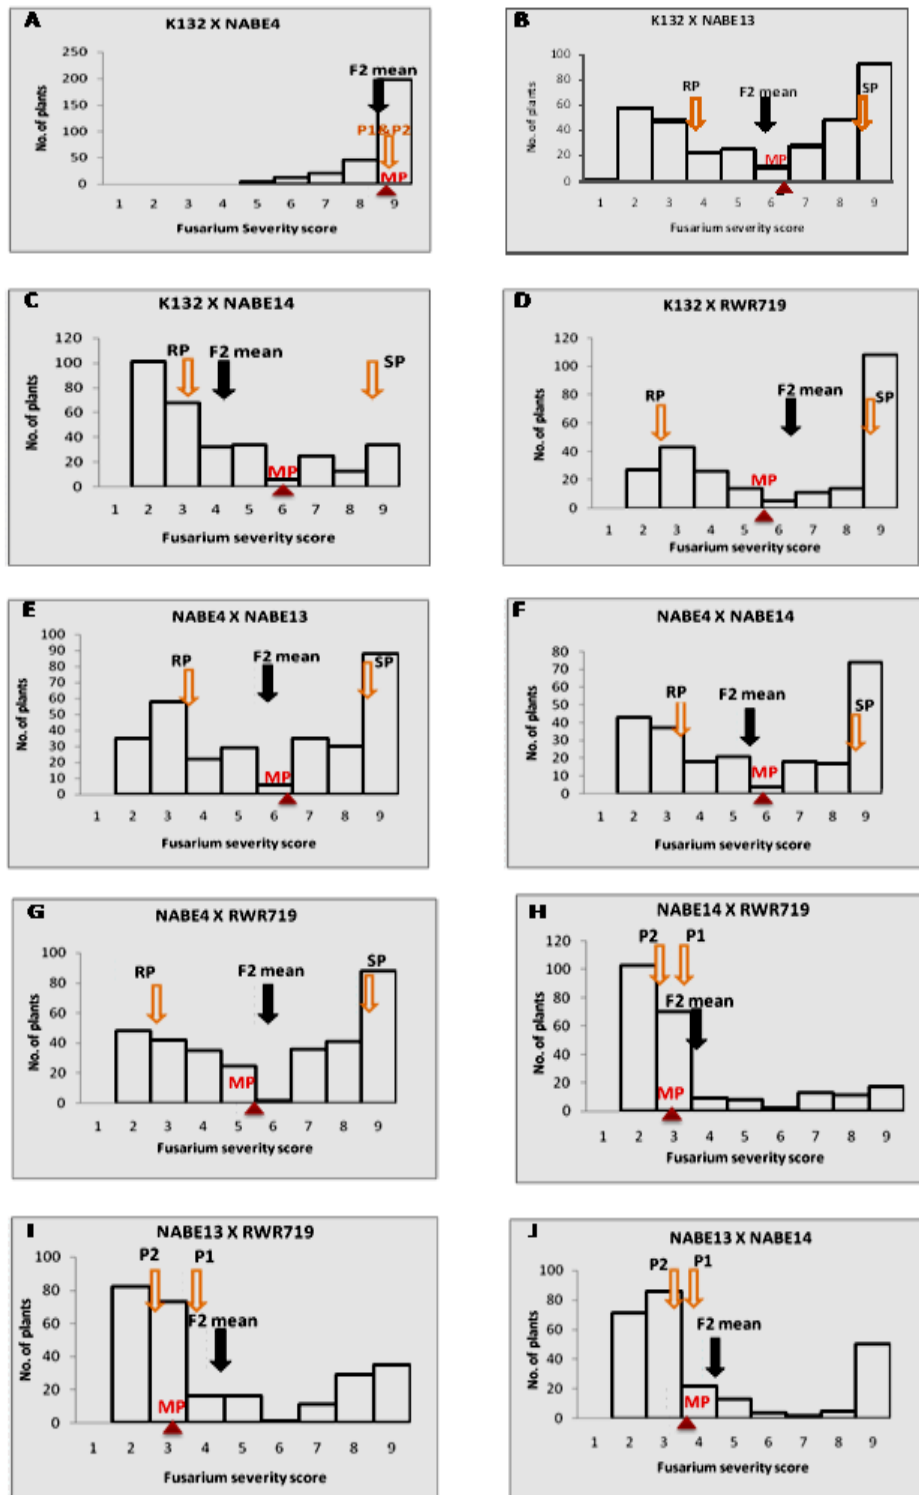 A
K132 X NABE4
No. of plants
250
200
150
100
50
0
F2 mean
P1&P2
MP
1 2 3 4 5 6 7 8 9
Fusarium Severity score
B
K132 X NABE13
No. of plants
100
80
60
40
20
0
RP
F2 mean
SP
MP
1 2 3 4 5 6 7 8 9
Fusarium severity score
C
K132 X NABE14
No. of plants
120
100
80
60
40
20
0
RP
F2 mean
SP
MP
1 2 3 4 5 6 7 8 9
Fusarium severity score
D
K132 X RWR719
No. of plants
120
100
80
60
40
20
0
RP
F2 mean
SP
MP
1 2 3 4 5 6 7 8 9
Fusarium severity score
E
NABE4 X NABE13
No. of plants
100
90
80
70
60
50
40
30
20
10
0
RP
F2 mean
SP
MP
1 2 3 4 5 6 7 8 9
Fusarium severity score
F
NABE4 X NABE14
No. of plants
80
70
60
50
40
30
20
10
0
RP
F2 mean
SP
MP
1 2 3 4 5 6 7 8 9
Fusarium severity score
G
NABE4 X RWR719
No. of plants
100
80
60
40
20
0
RP
F2 mean
SP
MP
1 2 3 4 5 6 7 8 9
Fusarium severity score
H
NABE14 X RWR719
No. of plants
120
100
80
60
40
20
0
P2 P1
F2 mean
MP
1 2 3 4 5 6 7 8 9
Fusarium severity score
I
NABE13 X RWR719
No. of plants
100
80
60
40
20
0
P2 P1
F2 mean
MP
1 2 3 4 5 6 7 8 9
Fusarium severity score
J
NABE13 X NABE14
No. of plants
100
80
60
40
20
0
P2 P1
F2 mean
MP
1 2 3 4 5 6 7 8 9
Fusarium severity score